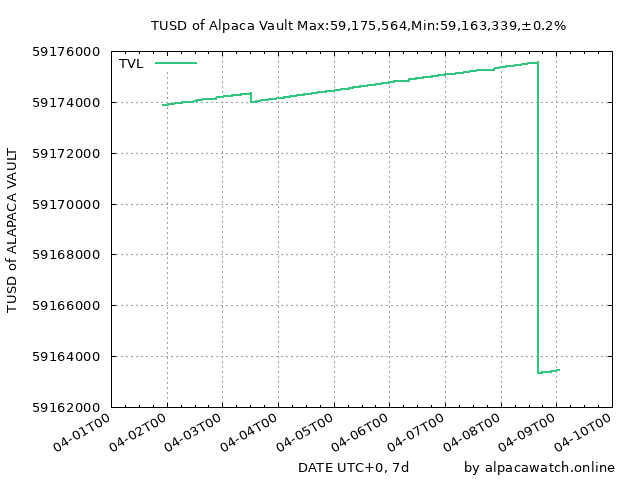 TUSD of Alpaca Vault Max:59,175,564,Min:59,163,339,±0.2%
TVL
TUSD of ALAPACA VAULT
59176000
59174000
59172000
59170000
59168000
59166000
59164000
59162000
04-01T00
04-02T00
04-03T00
04-04T00
04-05T00
04-06T00
04-07T00
04-08T00
04-09T00
04-10T00
DATE UTC+0, 7d
by alpacawatch.online